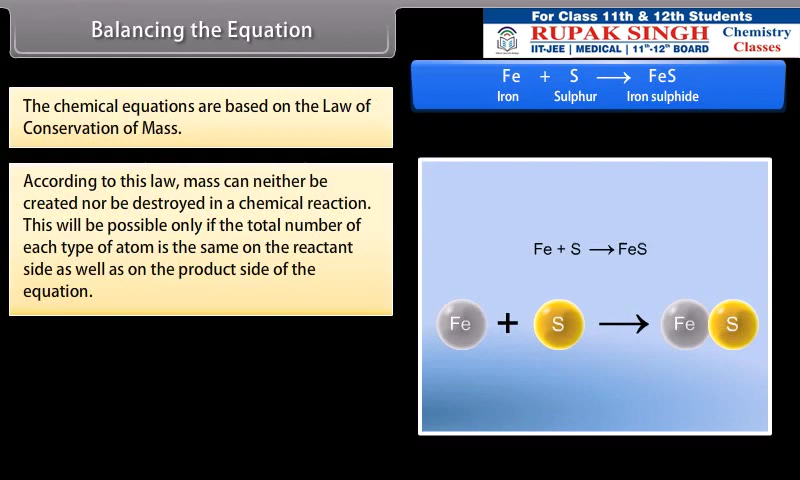 Balancing the Equation
For Class 11th & 12th Students
RUPAK SINGH
Chemistry
Classes
IIT-JEE | MEDICAL | 11th-12th BOARD
Fe + S ⟶ FeS
Iron Sulphur Iron sulphide
The chemical equations are based on the Law of
Conservation of Mass.
According to this law, mass can neither be
created nor be destroyed in a chemical reaction.
This will be possible only if the total number of
each type of atom is the same on the reactant
side as well as on the product side of the
equation.
Fe + S ⟶ FeS
Fe + S ⟶ Fe S